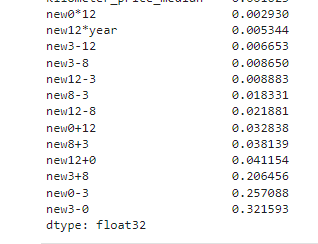 new0*12 0.002930
new12*year 0.005344
new3-12 0.006653
new3-8 0.008650
new12-3 0.008883
new8-3 0.018331
new12-8 0.021881
new0+12 0.032838
new8+3 0.038139
new12+0 0.041154
new3+8 0.206456
new0-3 0.257088
new3-0 0.321593
dtype: float32